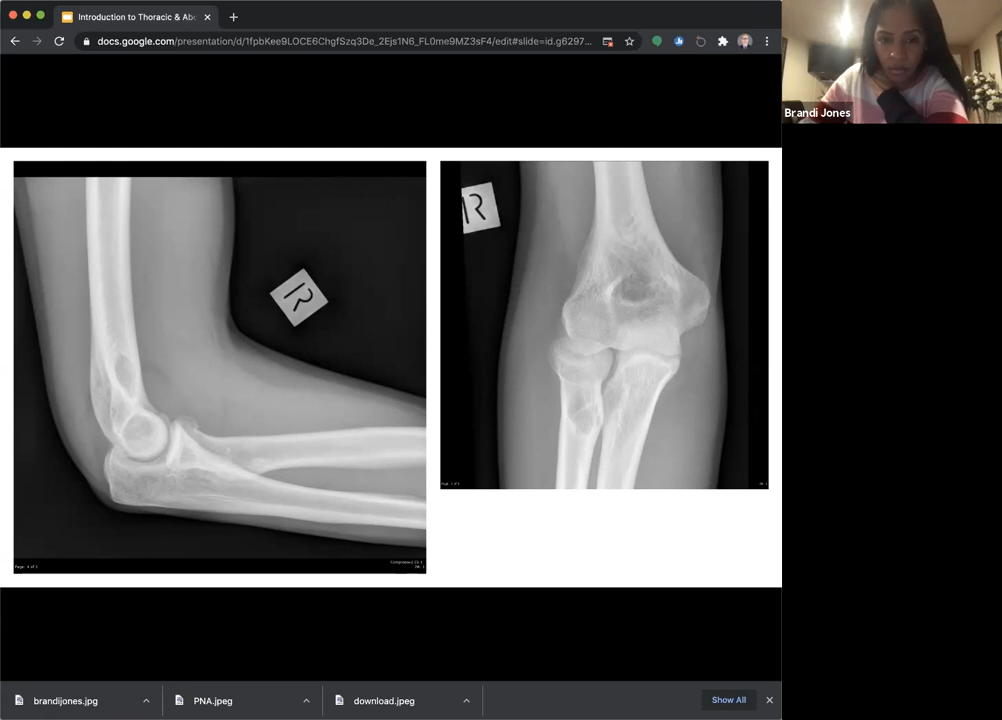 Introduction to Thoracic & Abd
docs.google.com/presentation/d/1fpbKee9LOCE6ChgfSzq3De_2Ejs1N6_FL0me9MZ3sF4/edit#slide=id.g6297...
Brandi Jones
R
R
brandijones.jpg
PNA.jpeg
download.jpeg
Show All